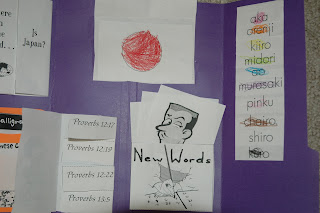 Is
Japan?
aka
orenji
kiiro
midori
ao
murasaki
pinku
chairo
shiro
kuro
Proverbs 12:17
Proverbs 12:19
Proverbs 12:22
Proverbs 13:5
New Words